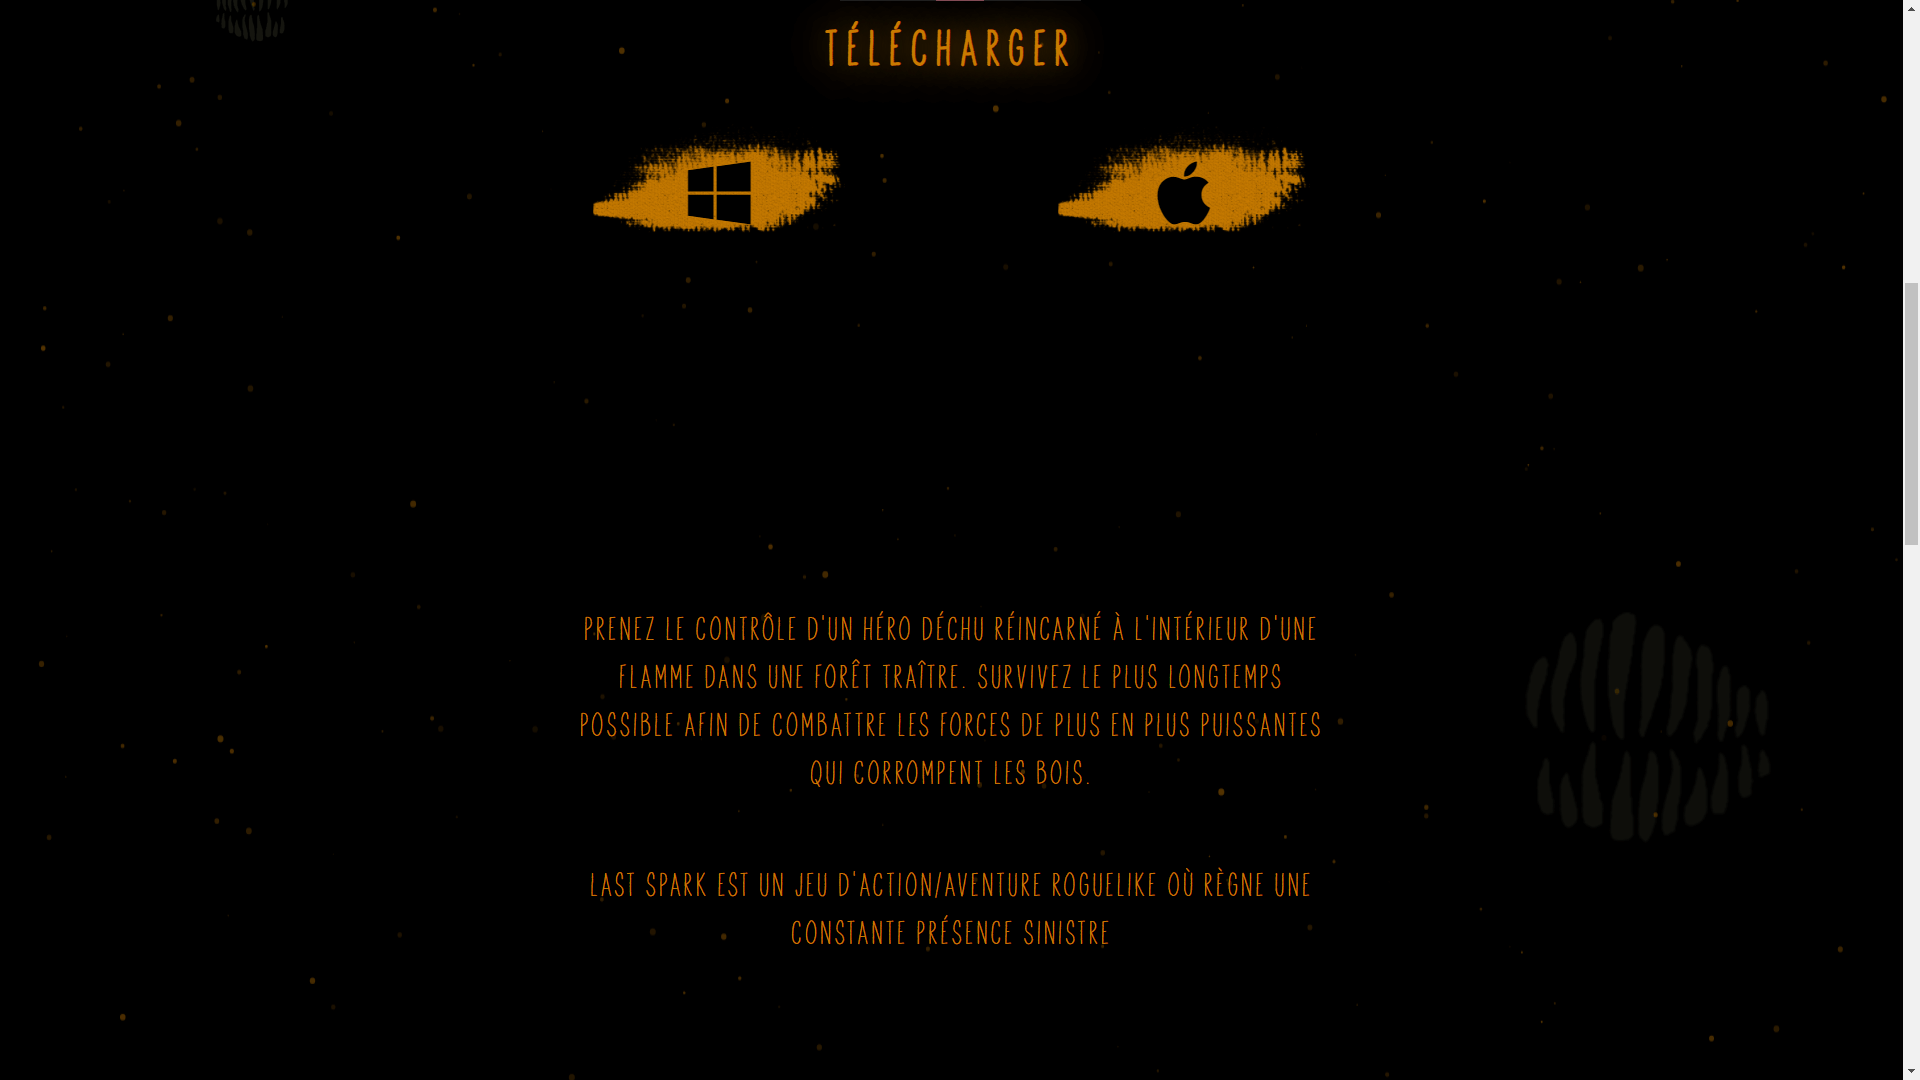 TÉLÉCHARGER
PRENEZ LE CONTRÔLE D'UN HÉRO DÉCHU RÉINCARNÉ À L'INTÉRIEUR D'UNE
FLAMME DANS UNE FORÊT TRAÎTRE. SURVIVEZ LE PLUS LONGTEMPS
POSSIBLE AFIN DE COMBATTRE LES FORCES DE PLUS EN PLUS PUISSANTES
QUI CORROMPENT LES BOIS.
LAST SPARK EST UN JEU D'ACTION/AVENTURE ROGUELIKE OÙ RÈGNE UNE
CONSTANTE PRÉSENCE SINISTRE